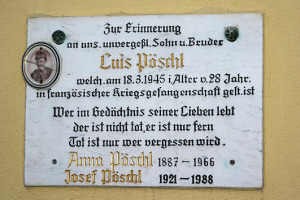 Zur Erinnerung
an uns. unvergeßl. Sohn u. Bruder
Luis Pöschl
welch. am 18.3.1945 i. Alter v. 28 Jahr.
in französischer Kriegsgefangenschaft gest. ist
Wer im Gedächtnis seiner Lieben lebt
der ist nicht tot, er ist nur fern
Tot ist nur wer vergessen wird.
Anna Pöschl 1887-1966
Josef Pöschl 1921-1988